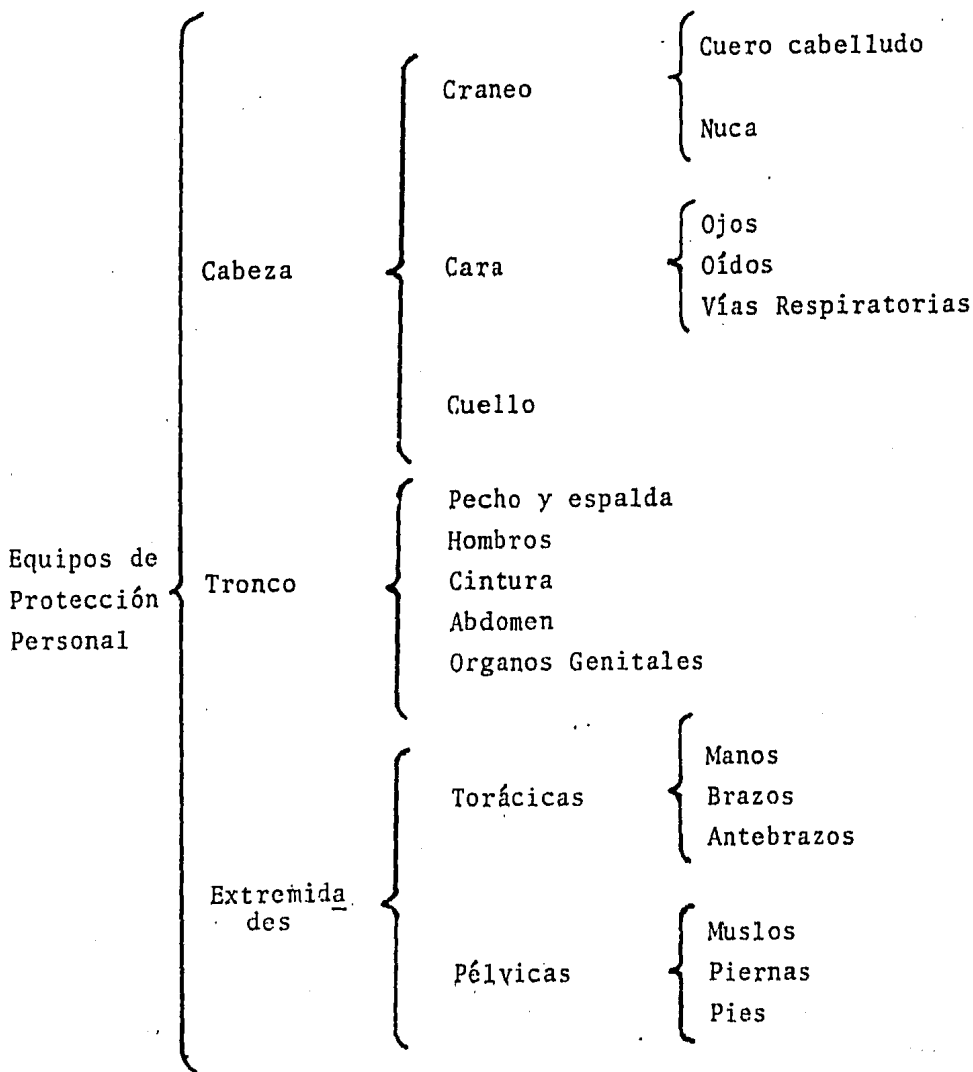 Equipos de
Protección
Personal
Cabeza
Craneo
Cuero cabelludo
Nuca
Cara
Ojos
Oídos
Vías Respiratorias
Cuello
Tronco
Pecho y espalda
Hombros
Cintura
Abdomen
Organos Genitales
Extremida
des
Torácicas
Manos
Brazos
Antebrazos
Pélvicas
Muslos
Piernas
Pies